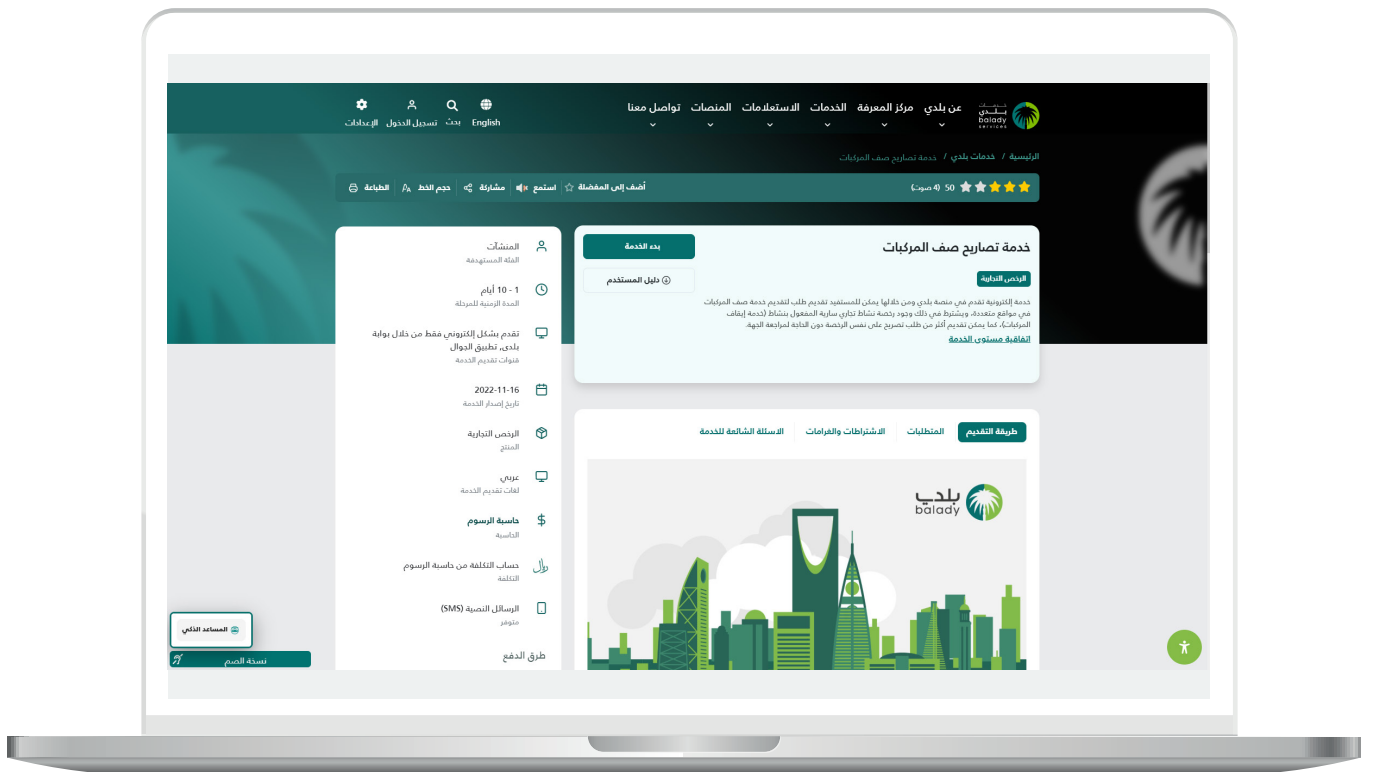 خدمات
بلدي
balady
services
عن بلدي
مركز المعرفة
الخدمات
الاستعلامات
المنصات
تواصل معنا
English
بحث
تسجيل الدخول
الإعدادات
الرئيسية / خدمات بلدي / خدمة تصاريح صف المركبات
50 (4 صوت)
أضف إلى المفضلة
استمع
مشاركة
حجم الخط
الطباعة
خدمة تصاريح صف المركبات
بدء الخدمة
الرخص التجارية
دليل المستخدم
خدمة إلكترونية تقدم في منصة بلدي ومن خلالها يمكن للمستفيد تقديم طلب لتقديم خدمة صف المركبات
في مواقع متعددة، ويشترط في ذلك وجود رخصة نشاط تجاري سارية المفعول بنشاط (خدمة إيقاف
المركبات)، كما يمكن تقديم أكثر من طلب تصريح على نفس الرخصة دون الحاجة لمراجعة الجهة.
اتفاقية مستوى الخدمة
طريقة التقديم
المتطلبات
الاشتراطات والغرامات
الاسئلة الشائعة للخدمة
بلدي
balady
المنشآت
الفئة المستهدفة
1 - 10 أيام
المدة الزمنية للمرحلة
تقدم بشكل إلكتروني فقط من خلال بوابة
بلدي, تطبيق الجوال
قنوات تقديم الخدمة
2022-11-16
تاريخ إصدار الخدمة
الرخص التجارية
المنتج
عربي
لغات تقديم الخدمة
حاسبة الرسوم
الحاسبة
حساب التكلفة من حاسبة الرسوم
التكلفة
الرسائل النصية (SMS)
متوفر
طرق الدفع
المساعد الذكي
نسخة الصم